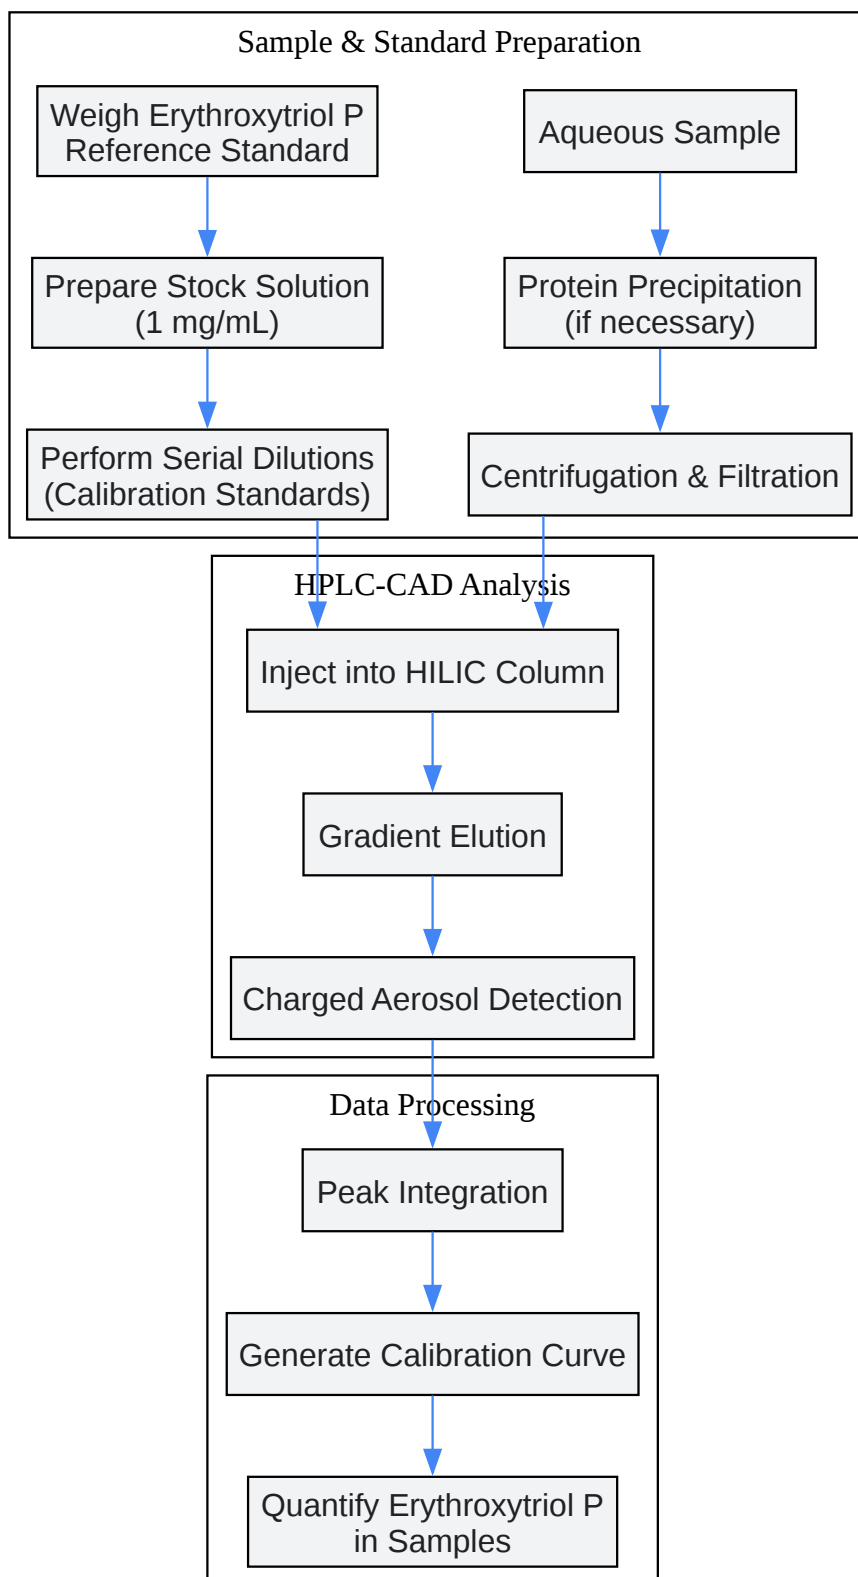 Sample & Standard Preparation
Weigh Erythroxytriol P
Reference Standard
Aqueous Sample
Prepare Stock Solution
(1 mg/mL)
Protein Precipitation
(if necessary)
Perform Serial Dilutions
(Calibration Standards)
Centrifugation & Filtration
HPLC-CAD Analysis
Inject into HILIC Column
Gradient Elution
Charged Aerosol Detection
Data Processing
Peak Integration
Generate Calibration Curve
Quantify Erythroxytriol P
in Samples